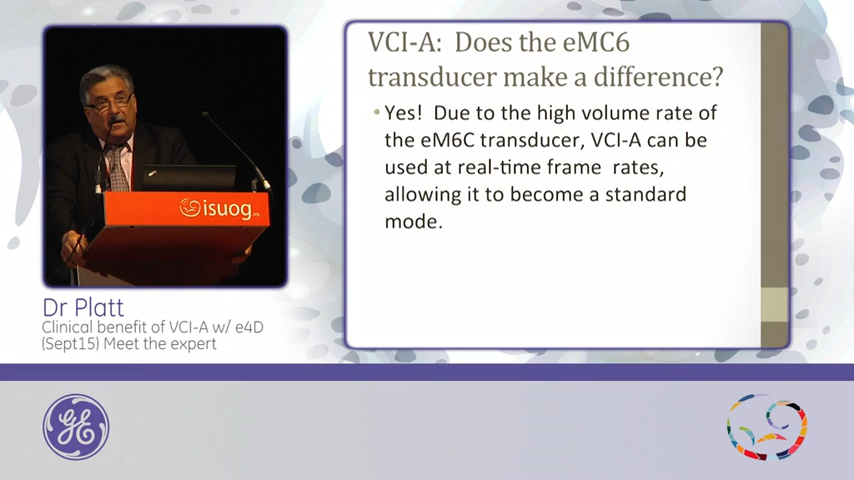 VCI-A: Does the eMC6
transducer make a difference?
• Yes! Due to the high volume rate of
the eM6C transducer, VCI-A can be
used at real-time frame rates,
allowing it to become a standard
mode.
isuog.org
Dr Platt
Clinical benefit of VCI-A w/ e4D
(Sept15) Meet the expert
GE